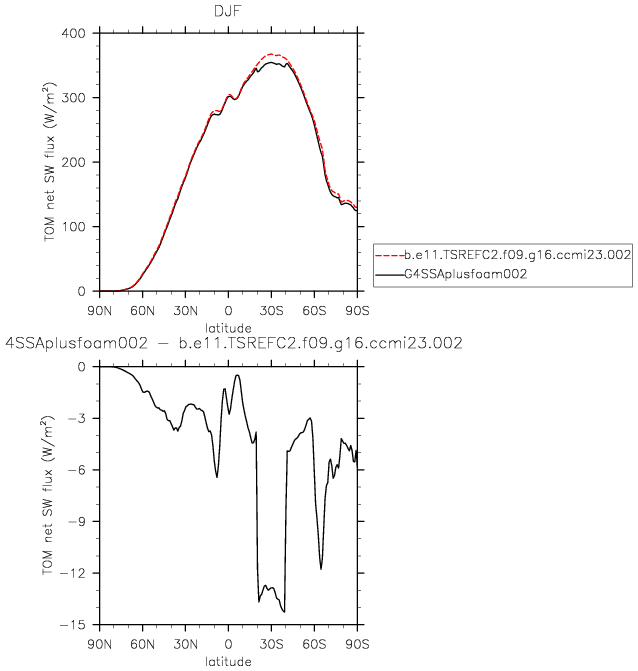 DJF
400
300
200
100
0
TOM net SW flux (W/m²)
90N 60N 30N 0 30S 60S 90S
latitude
b.e11.TSREFC2.f09.g16.ccmi23.002
G4SSAplusfoam002
4SSAplusfoam002 − b.e11.TSREFC2.f09.g16.ccmi23.002
0
−3
−6
−9
−12
−15
TOM net SW flux (W/m²)
90N 60N 30N 0 30S 60S 90S
latitude